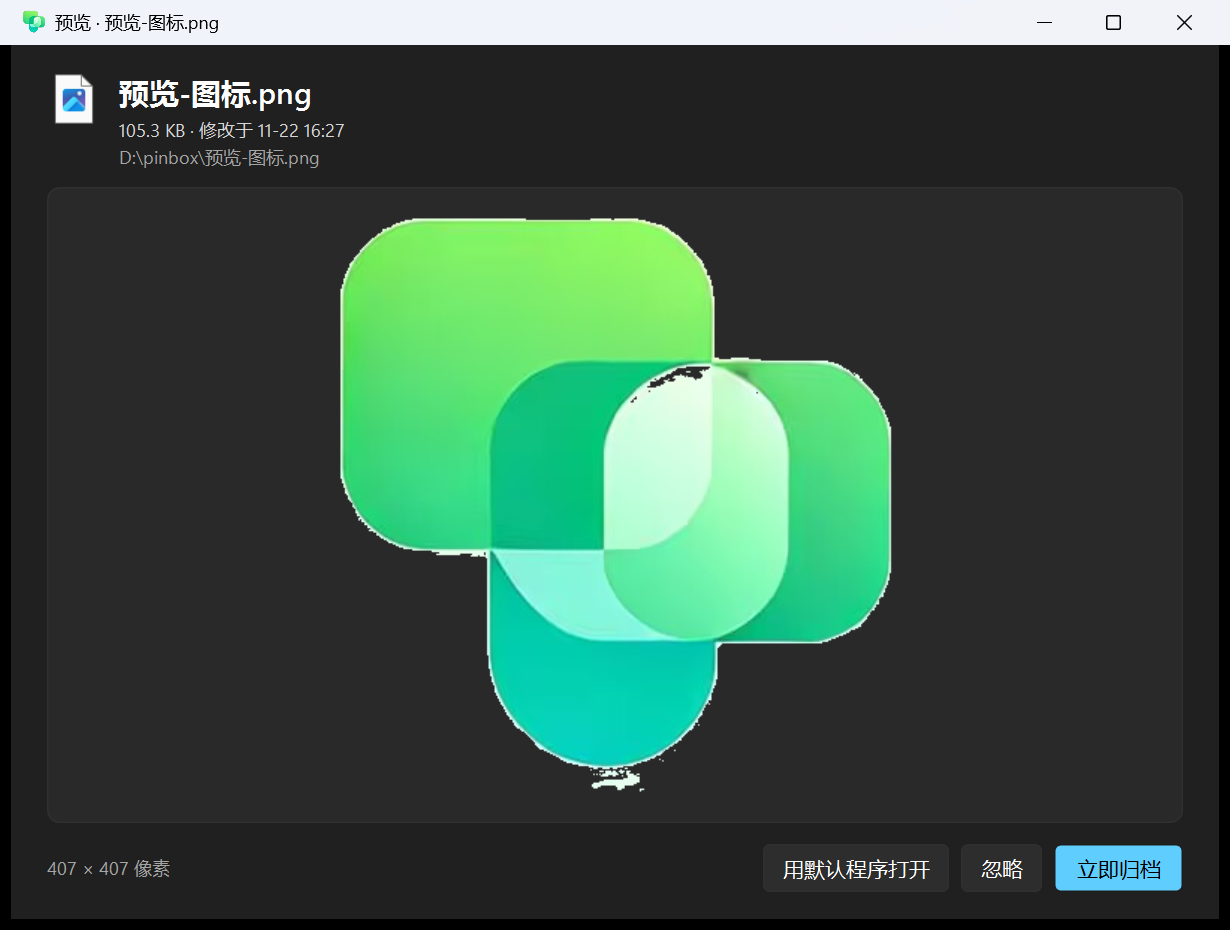 预览 · 预览-图标.png
预览-图标.png
105.3 KB · 修改于 11-22 16:27
D:\pinbox\预览-图标.png
407 × 407 像素
用默认程序打开
忽略
立即归档